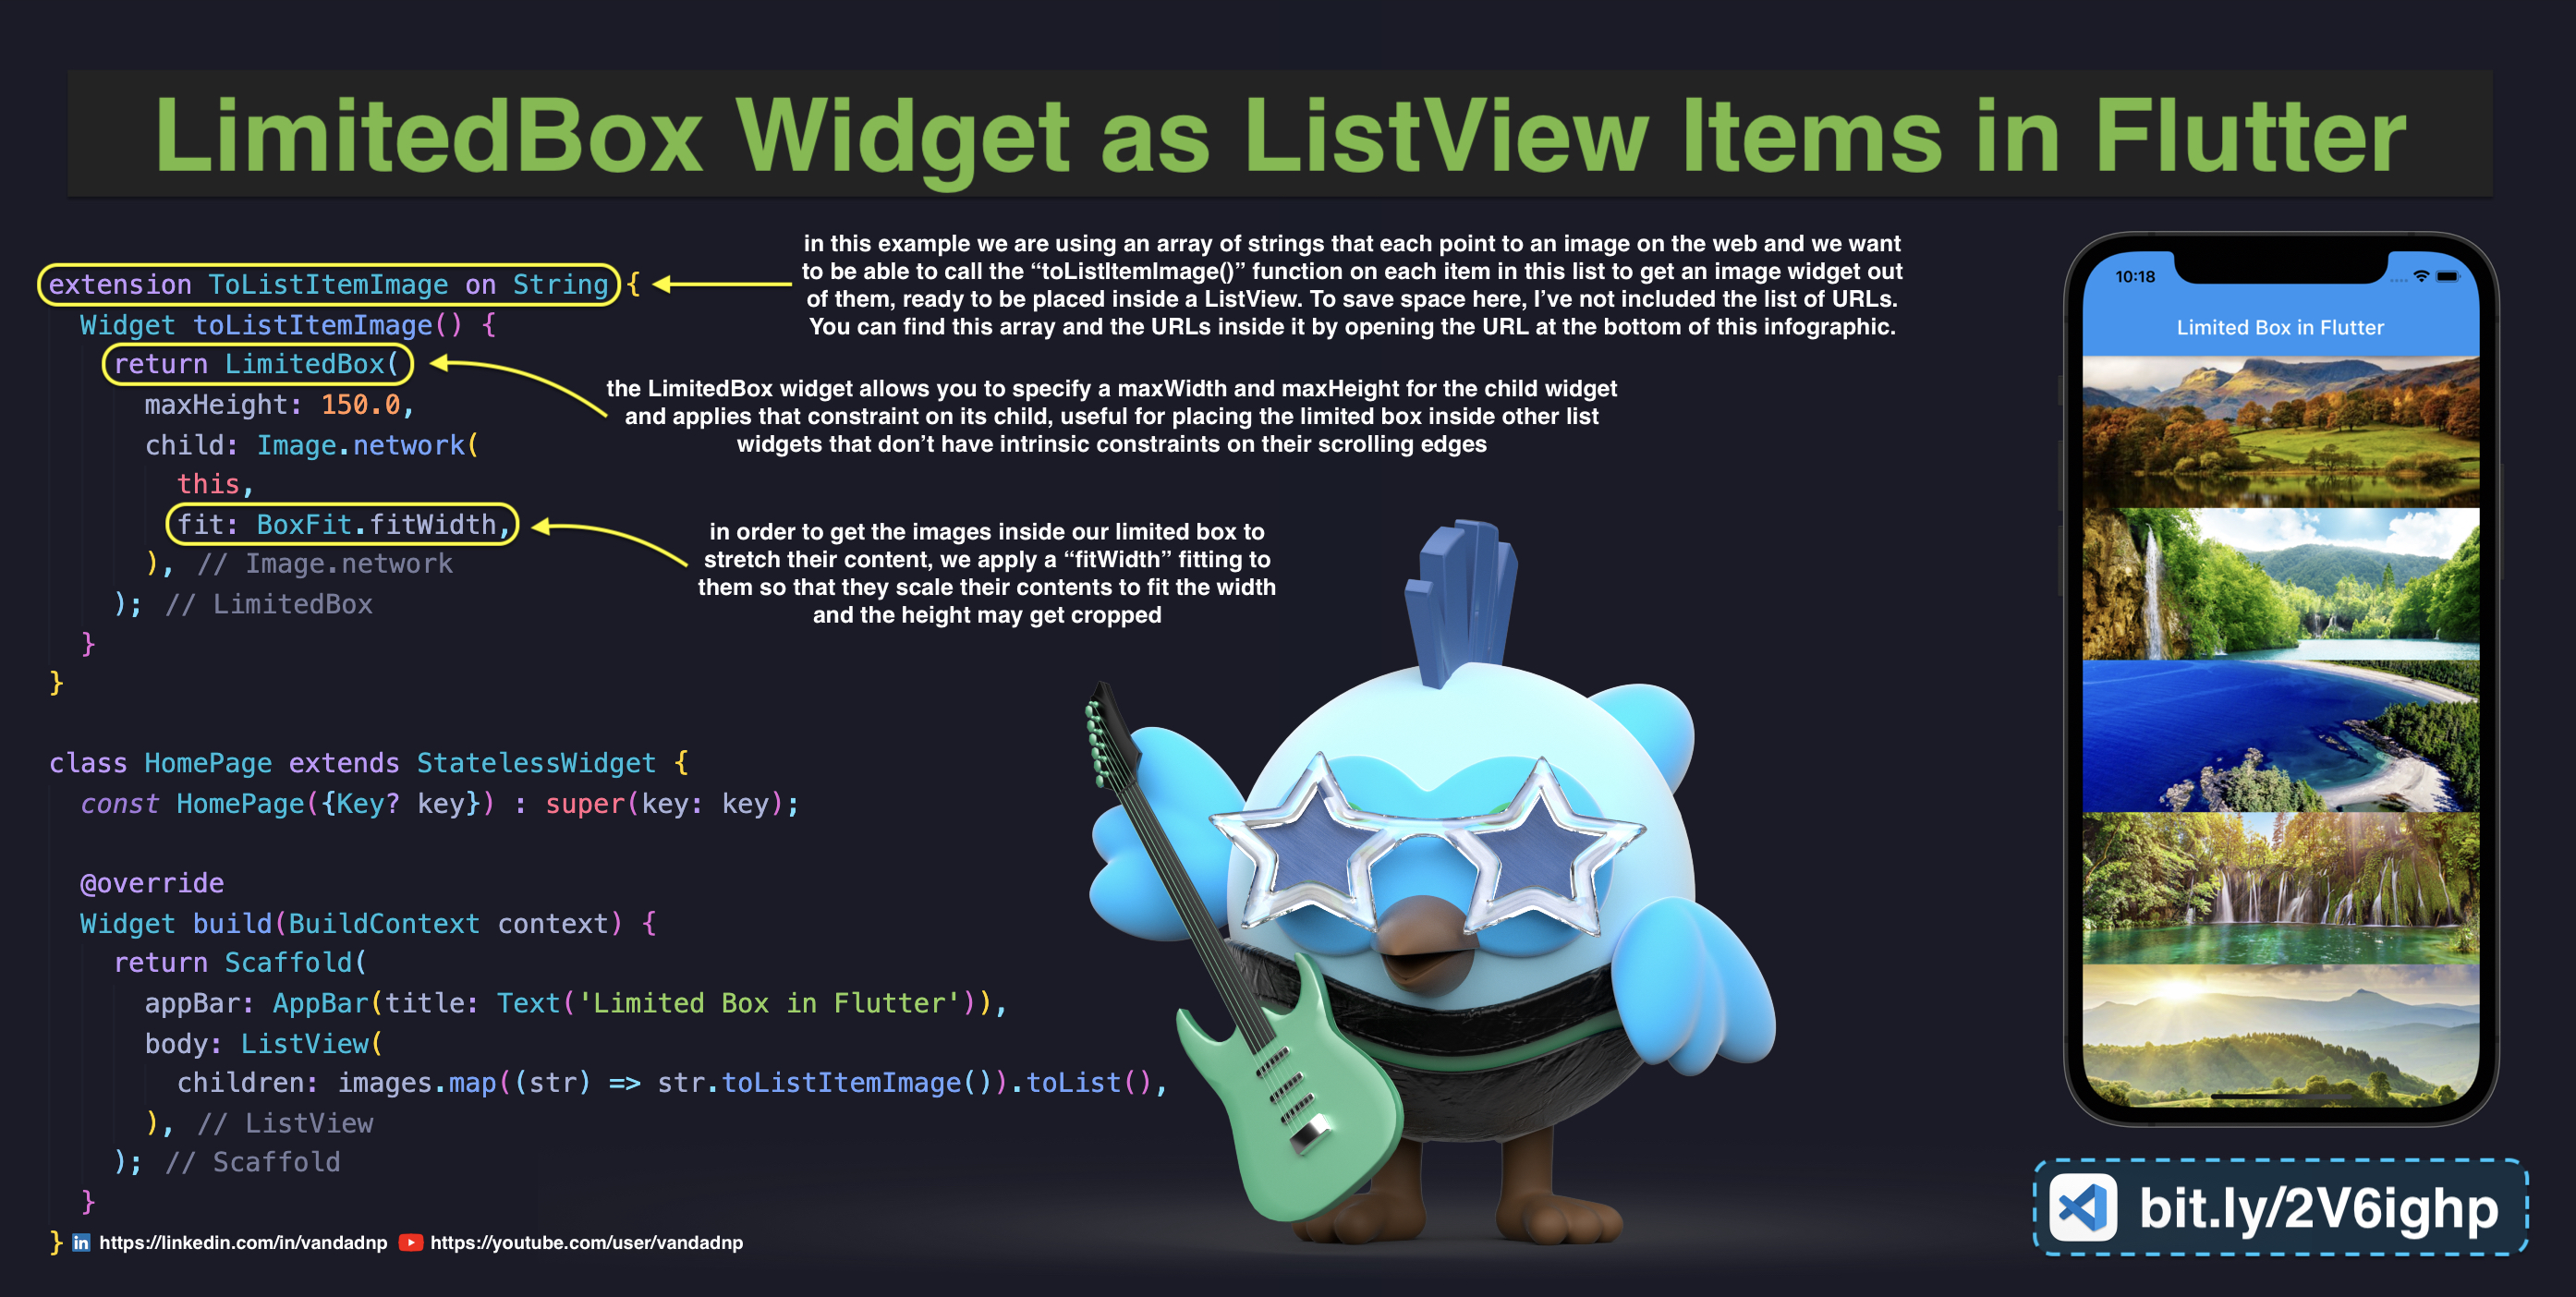 LimitedBox Widget as ListView Items in Flutter
extension ToListItemImage on String {
Widget toListItemImage() {
return LimitedBox(
maxHeight: 150.0,
child: Image.network(
this,
fit: BoxFit.fitWidth,
), // Image.network
); // LimitedBox
}
}
class HomePage extends StatelessWidget {
const HomePage({Key? key}) : super(key: key);
@override
Widget build(BuildContext context) {
return Scaffold(
appBar: AppBar(title: Text('Limited Box in Flutter')),
body: ListView(
children: images.map((str) => str.toListItemImage()).toList(),
), // ListView
); // Scaffold
}
}
in this example we are using an array of strings that each point to an image on the web and we want
to be able to call the “toListItemImage()” function on each item in this list to get an image widget out
of them, ready to be placed inside a ListView. To save space here, I’ve not included the list of URLs.
You can find this array and the URLs inside it by opening the URL at the bottom of this infographic.
the LimitedBox widget allows you to specify a maxWidth and maxHeight for the child widget
and applies that constraint on its child, useful for placing the limited box inside other list
widgets that don’t have intrinsic constraints on their scrolling edges
in order to get the images inside our limited box to
stretch their content, we apply a “fitWidth” fitting to
them so that they scale their contents to fit the width
and the height may get cropped
10:18
Limited Box in Flutter
https://linkedin.com/in/vandadnp https://youtube.com/user/vandadnp
bit.ly/2V6ighp